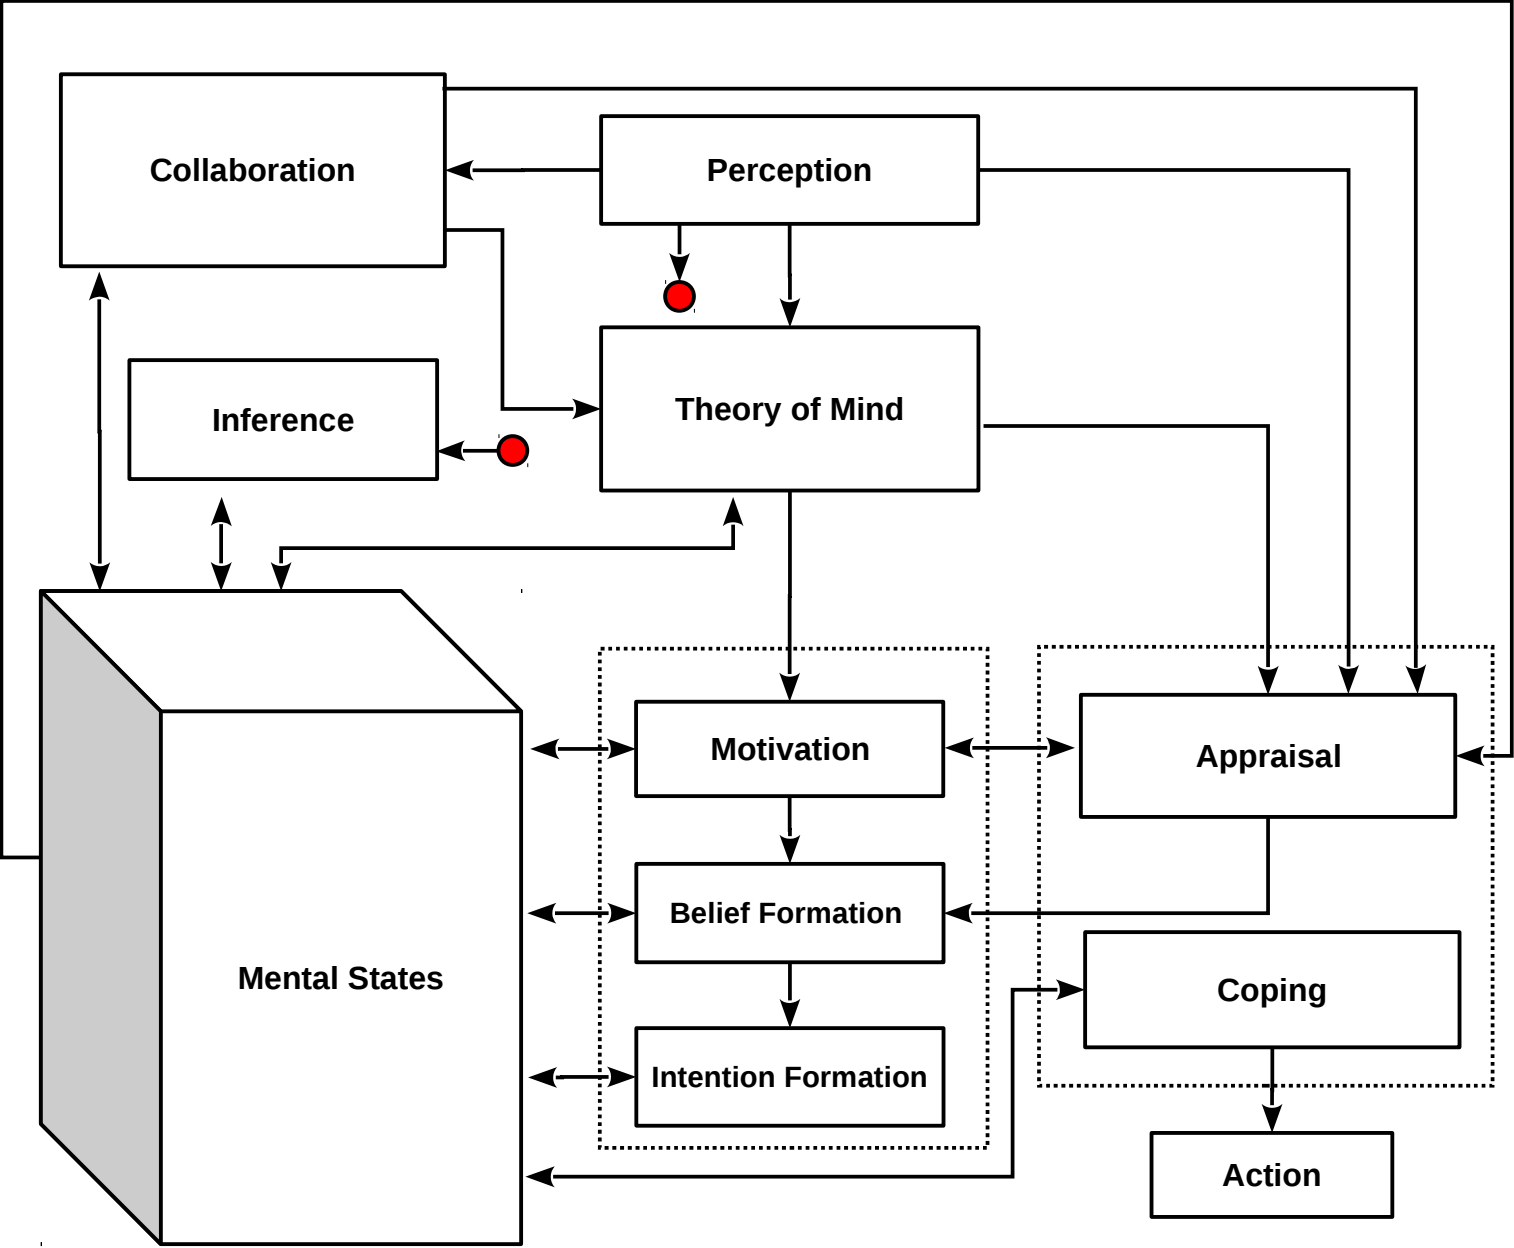 Collaboration
Perception
Theory of Mind
Inference
Motivation
Appraisal
Belief Formation
Mental States
Coping
Intention Formation
Action